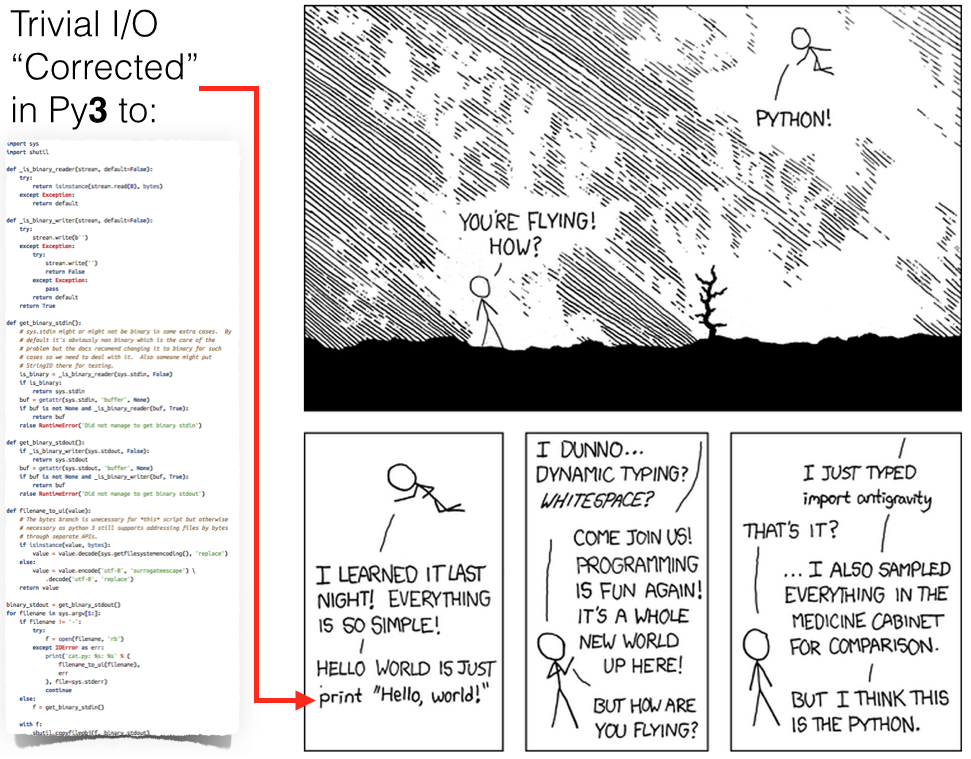 Trivial I/O
“Corrected”
in Py3 to:
import sys
import shutil
def _is_binary_reader(stream, default=False):
try:
return isinstance(stream.read(0), bytes)
except Exception:
return default
def _is_binary_writer(stream, default=False):
try:
stream.write(b'')
except Exception:
try:
stream.write('')
return False
except Exception:
pass
return default
return True
def get_binary_stdin():
# sys.stdin might or might not be binary in some extra cases. By
# default it's obviously non binary which is the core of the
# problem but the docs recomend changing it to binary for such
# cases so we need to deal with it. Also someone might put
# StringIO there for testing.
is_binary = _is_binary_reader(sys.stdin, False)
if is_binary:
return sys.stdin
buf = getattr(sys.stdin, 'buffer', None)
if buf is not None and _is_binary_reader(buf, True):
return buf
raise RuntimeError('Did not manage to get binary stdin')
def get_binary_stdout():
if _is_binary_writer(sys.stdout, False):
return sys.stdout
buf = getattr(sys.stdout, 'buffer', None)
if buf is not None and _is_binary_writer(buf, True):
return buf
raise RuntimeError('Did not manage to get binary stdout')
def filename_to_ui(value):
# The bytes branch is unecessary for *this* script but otherwise
# necessary as python 3 still supports addressing files by bytes
# through separate APIs.
if isinstance(value, bytes):
value = value.decode(sys.getfilesystemencoding(), 'replace')
else:
value = value.encode('utf-8', 'surrogateescape') \
.decode('utf-8', 'replace')
return value
binary_stdout = get_binary_stdout()
for filename in sys.argv[1:]:
if filename != '-':
try:
f = open(filename, 'rb')
except IOError as err:
print('cat.py: %s: %s' % (
filename_to_ui(filename),
err
), file=sys.stderr)
continue
else:
f = get_binary_stdin()
with f:
shutil.copyfileobj(f, binary_stdout)
PYTHON!
YOU'RE FLYING!
HOW?
I LEARNED IT LAST
NIGHT! EVERYTHING
IS SO SIMPLE!
HELLO WORLD IS JUST
print "Hello, world!"
I DUNNO...
DYNAMIC TYPING?
WHITESPACE?
COME JOIN US!
PROGRAMMING
IS FUN AGAIN!
IT'S A WHOLE
NEW WORLD
UP HERE!
BUT HOW ARE
YOU FLYING?
I JUST TYPED
import antigravity
THAT'S IT?
... I ALSO SAMPLED
EVERYTHING IN THE
MEDICINE CABINET
FOR COMPARISON.
BUT I THINK THIS
IS THE PYTHON.